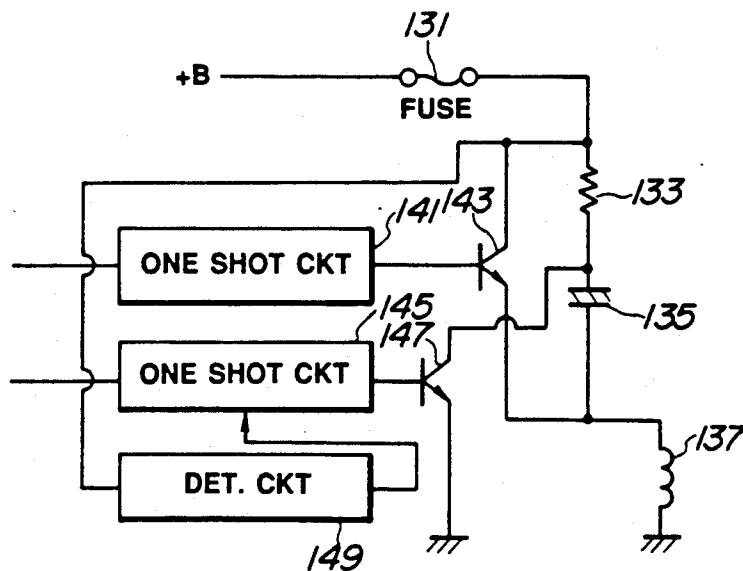 131
+B
FUSE
133
141
143
ONE SHOT CKT
135
145
147
ONE SHOT CKT
137
DET. CKT
149